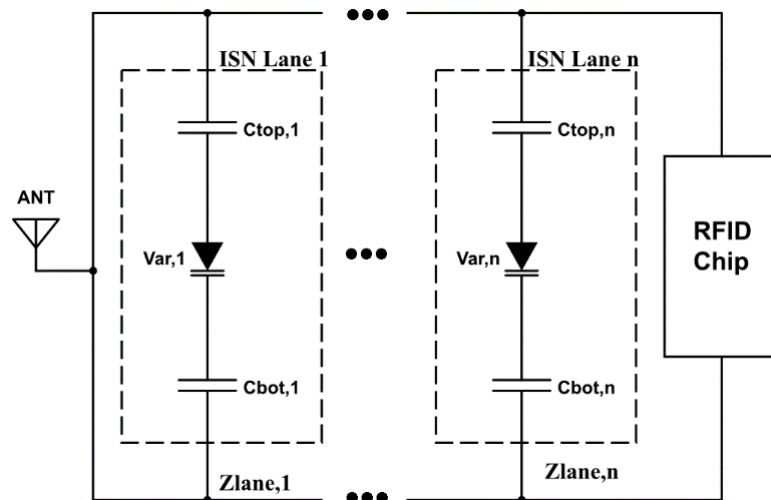 ISN Lane 1
ISN Lane n
Ctop,1
Ctop,n
ANT
Var,1
Var,n
RFID
Chip
Cbot,1
Cbot,n
Zlane,1
Zlane,n